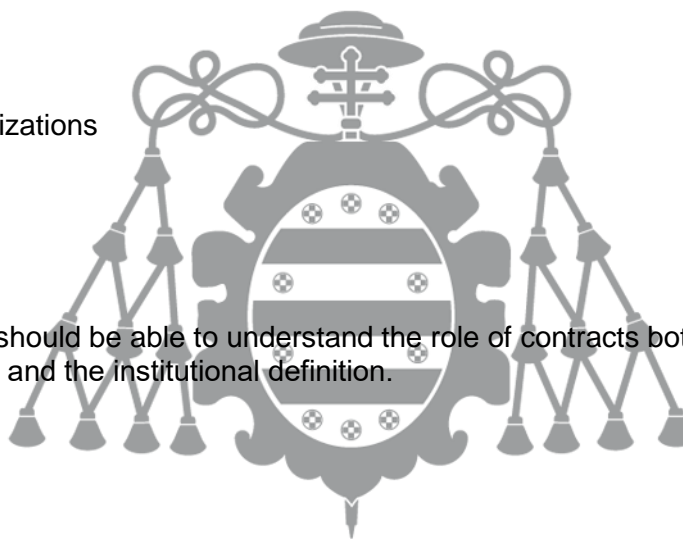 izations
should be able to understand the role of contracts bot
and the institutional definition.